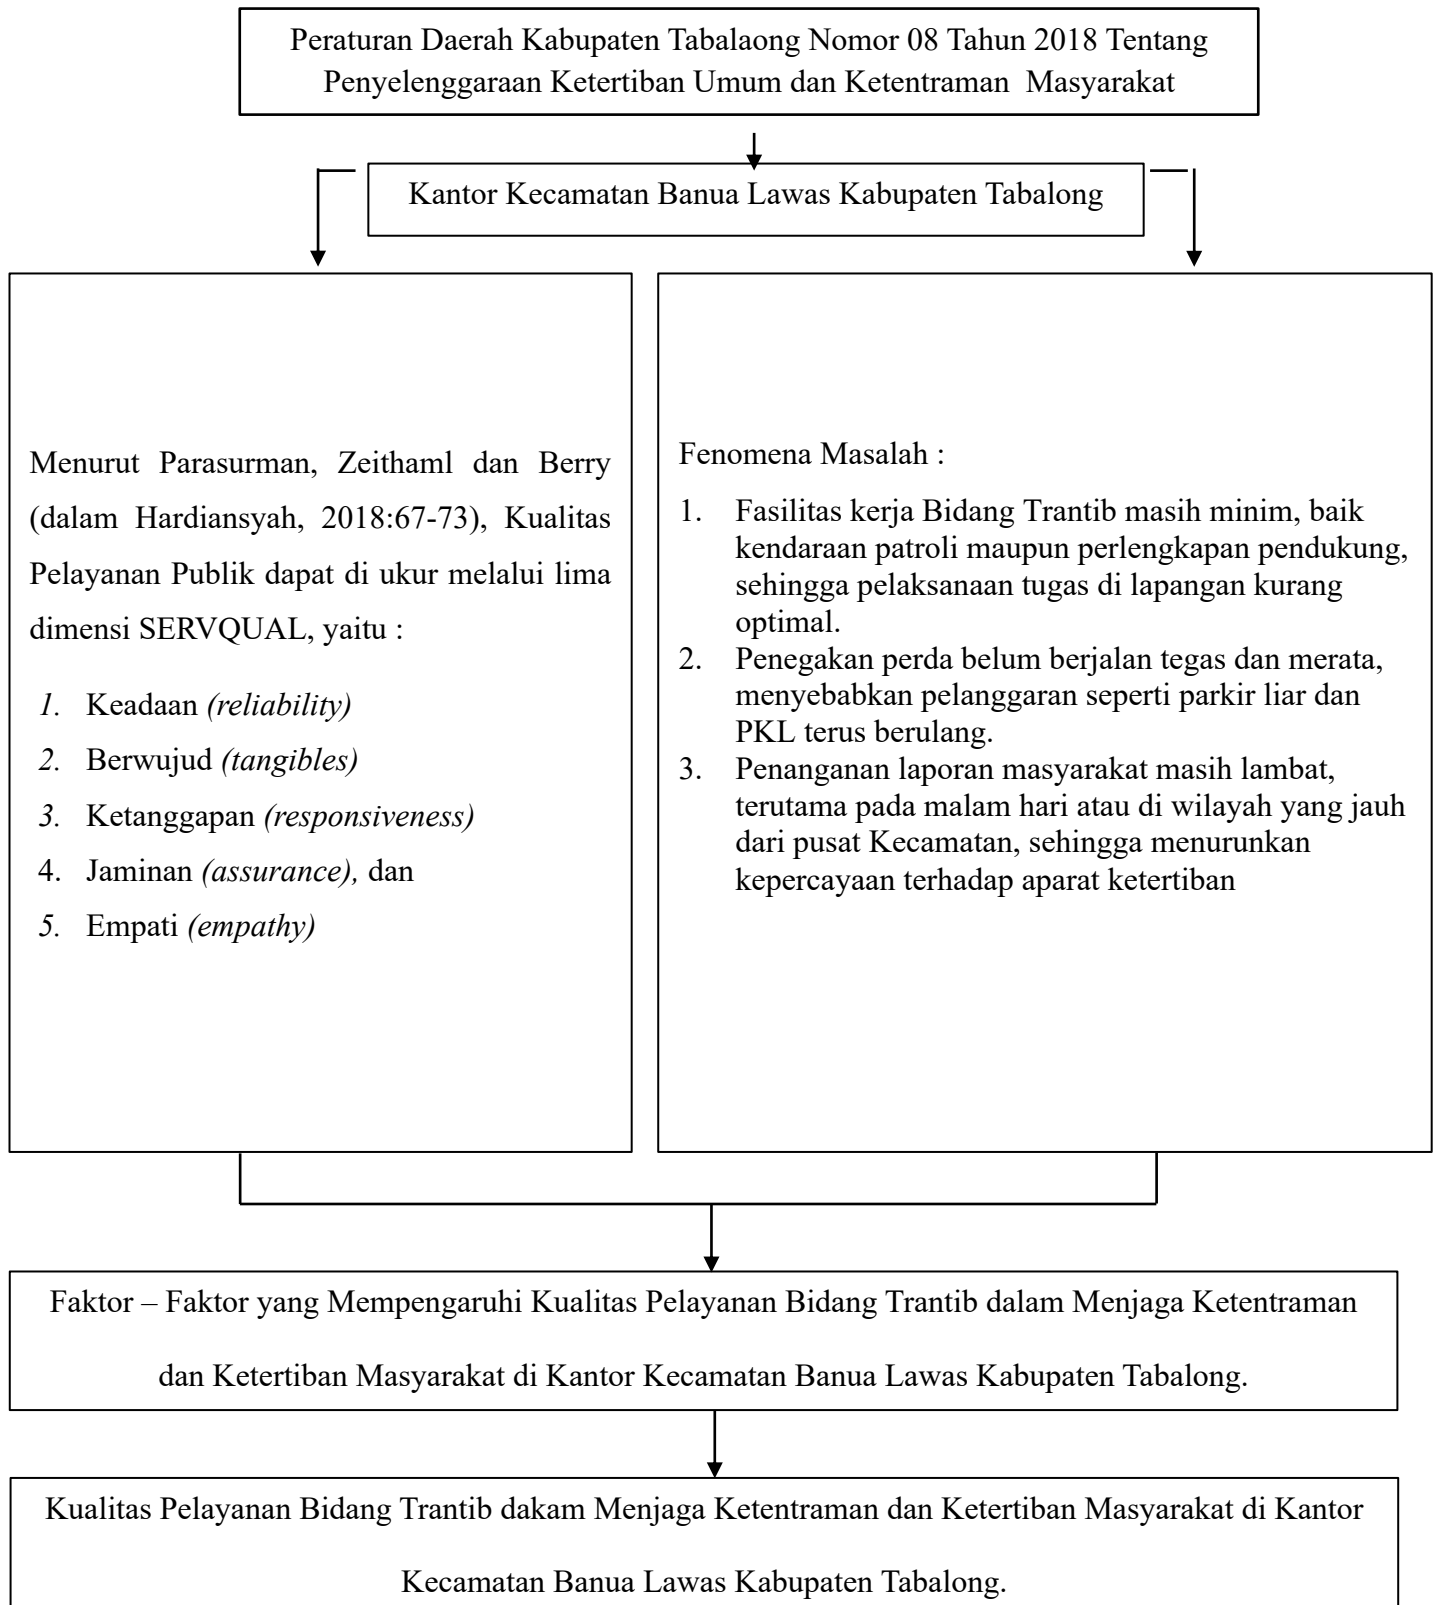 Peraturan Daerah Kabupaten Tabalaong Nomor 08 Tahun 2018 Tentang
Penyelenggaraan Ketertiban Umum dan Ketentraman Masyarakat
Kantor Kecamatan Banua Lawas Kabupaten Tabalong
Menurut Parasurman, Zeithaml dan Berry
(dalam Hardiansyah, 2018:67-73), Kualitas
Pelayanan Publik dapat di ukur melalui lima
dimensi SERVQUAL, yaitu :
1. Keadaan (reliability)
2. Berwujud (tangibles)
3. Ketanggapan (responsiveness)
4. Jaminan (assurance), dan
5. Empati (empathy)
Fenomena Masalah :
1. Fasilitas kerja Bidang Trantib masih minim, baik
kendaraan patroli maupun perlengkapan pendukung,
sehingga pelaksanaan tugas di lapangan kurang
optimal.
2. Penegakan perda belum berjalan tegas dan merata,
menyebabkan pelanggaran seperti parkir liar dan
PKL terus berulang.
3. Penanganan laporan masyarakat masih lambat,
terutama pada malam hari atau di wilayah yang jauh
dari pusat Kecamatan, sehingga menurunkan
kepercayaan terhadap aparat ketertiban
Faktor – Faktor yang Mempengaruhi Kualitas Pelayanan Bidang Trantib dalam Menjaga Ketentraman
dan Ketertiban Masyarakat di Kantor Kecamatan Banua Lawas Kabupaten Tabalong.
Kualitas Pelayanan Bidang Trantib dakam Menjaga Ketentraman dan Ketertiban Masyarakat di Kantor
Kecamatan Banua Lawas Kabupaten Tabalong.